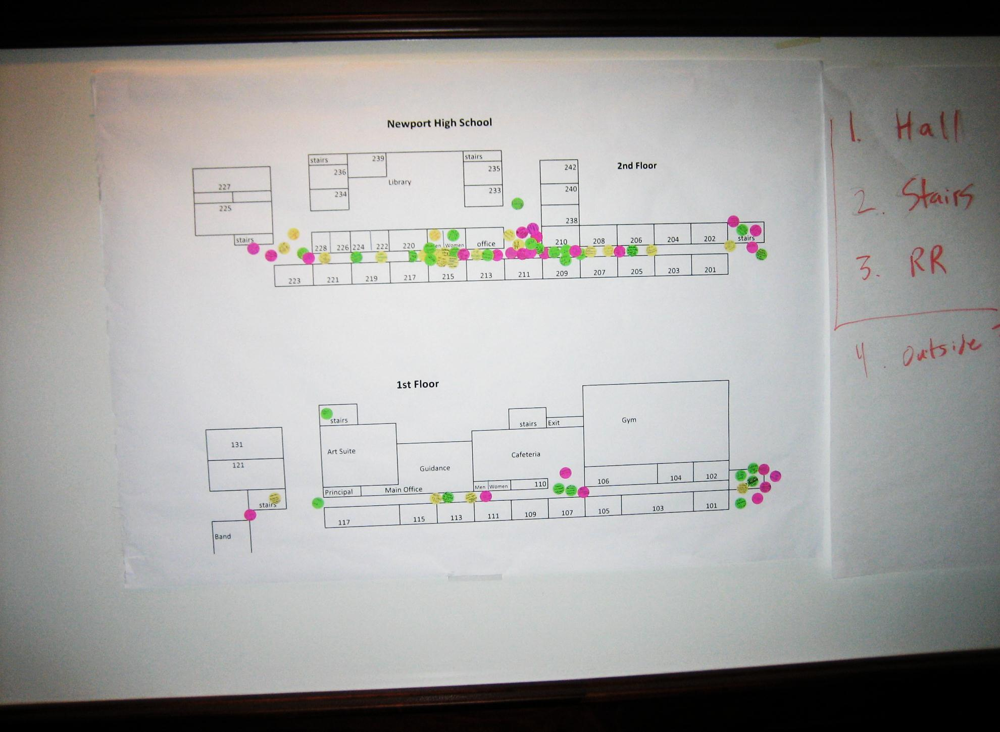 Newport High School
2nd Floor
stairs
239
stairs
236
235
242
Library
227
234
233
240
225
238
stairs
228
226
224
222
220
Women
office
210
208
206
204
202
stairs
223
221
219
217
215
213
211
209
207
205
203
201
1st Floor
stairs
stairs
Exit
Gym
131
Art Suite
Cafeteria
121
Guidance
106
104
102
Principal
Main Office
Men
Women
110
stairs
117
115
113
111
109
107
105
103
101
Band
1. Hall
2. Stairs
3. RR
4. Outside